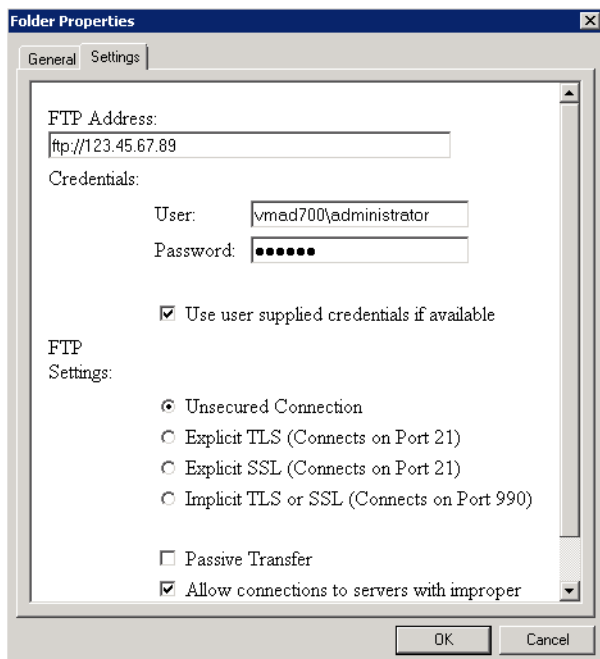 Folder Properties
General Settings
FTP Address:
ftp://123.45.67.89
Credentials:
User: vmad700\administrator
Password: ●●●●●●
Use user supplied credentials if available
FTP
Settings:
Unsecured Connection
Explicit TLS (Connects on Port 21)
Explicit SSL (Connects on Port 21)
Implicit TLS or SSL (Connects on Port 990)
Passive Transfer
Allow connections to servers with improper
OK Cancel